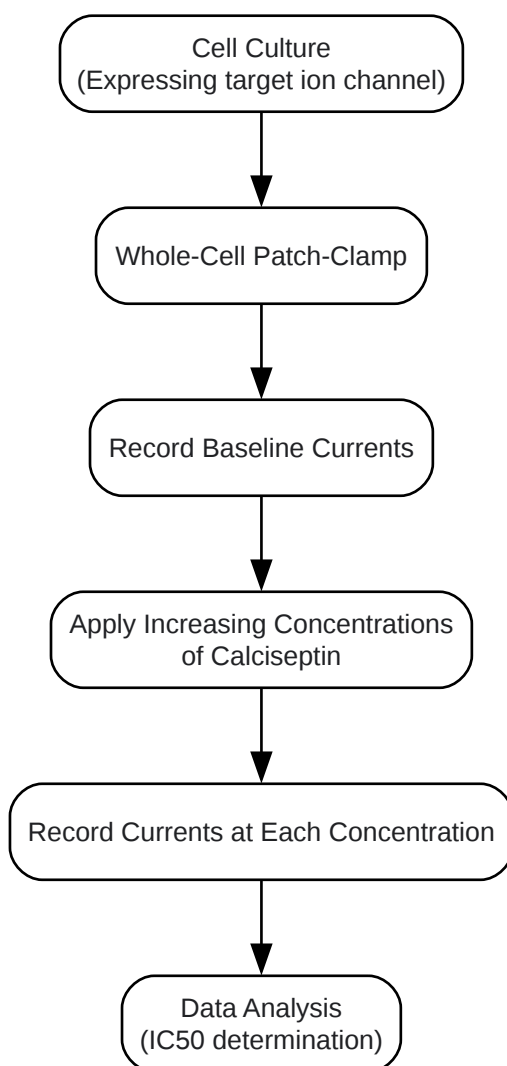 Cell Culture
(Expressing target ion channel)
Whole-Cell Patch-Clamp
Record Baseline Currents
Apply Increasing Concentrations
of Calciseptin
Record Currents at Each Concentration
Data Analysis
(IC50 determination)